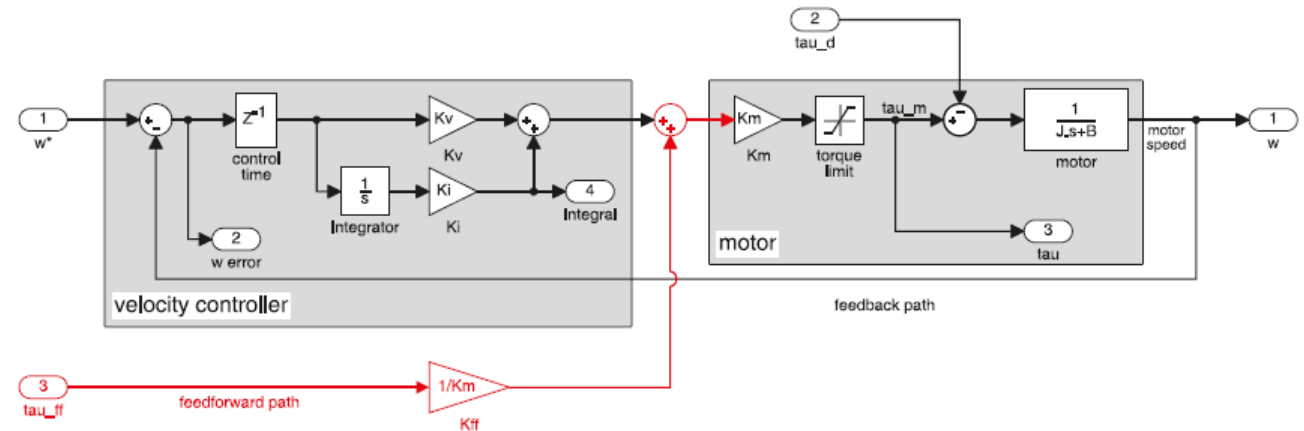 2
tau_d
1
w*
+
-
Z⁻¹
control
time
Kv
Kv
+
+
+
+
Km
Km
torque
limit
tau_m
+
-
1
J.s+B
motor
motor
speed
1
w
1
s
Integrator
Ki
Ki
4
Integral
2
w error
3
tau
motor
velocity controller
feedback path
3
tau_ff
feedforward path
1/Km
Kff